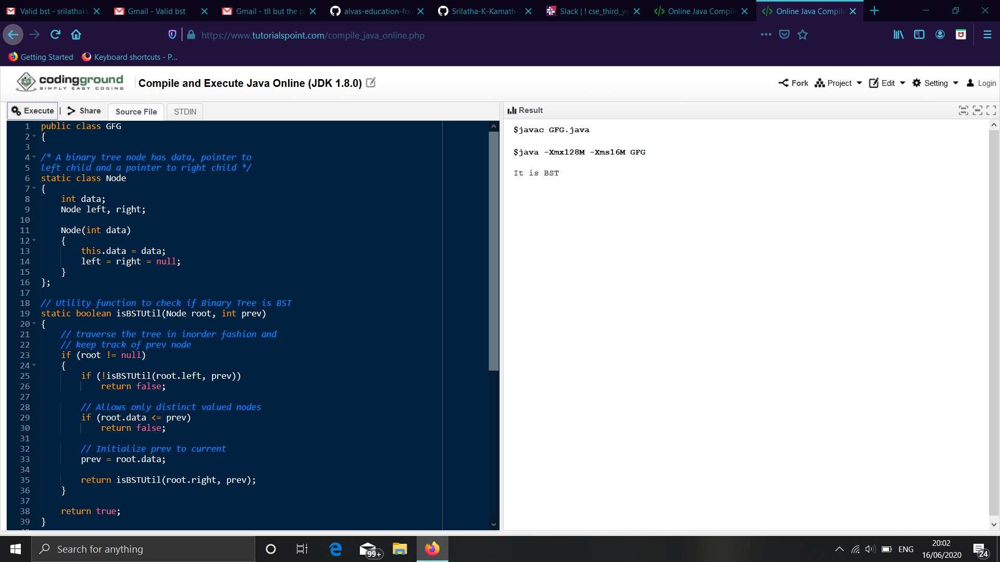 Valid bst - srilathak
Gmail - Valid bst
Gmail - tll but the p
alvas-education-fou
Srilatha-K-Kamath-
Slack | ! cse_third_ye
Online Java Compile
Online Java Compile
https://www.tutorialspoint.com/compile_java_online.php
Getting Started
Keyboard shortcuts - P...
codingground
SIMPLY EASY CODING
Compile and Execute Java Online (JDK 1.8.0)
Fork
Project
Edit
Setting
Login
Execute | Share
Source File
STDIN
Result
1 public class GFG
2 {
3
4 /* A binary tree node has data, pointer to
5 left child and a pointer to right child */
6 static class Node
7 {
8 int data;
9 Node left, right;
10
11 Node(int data)
12 {
13 this.data = data;
14 left = right = null;
15 }
16 };
17
18 // Utility function to check if Binary Tree is BST
19 static boolean isBSTUtil(Node root, int prev)
20 {
21 // traverse the tree in inorder fashion and
22 // keep track of prev node
23 if (root != null)
24 {
25 if (!isBSTUtil(root.left, prev))
26 return false;
27
28 // Allows only distinct valued nodes
29 if (root.data <= prev)
30 return false;
31
32 // Initialize prev to current
33 prev = root.data;
34
35 return isBSTUtil(root.right, prev);
36 }
37
38 return true;
39 }
$javac GFG.java
$java -Xmx128M -Xms16M GFG
It is BST
Search for anything
99+
ENG
20:02
16/06/2020
24